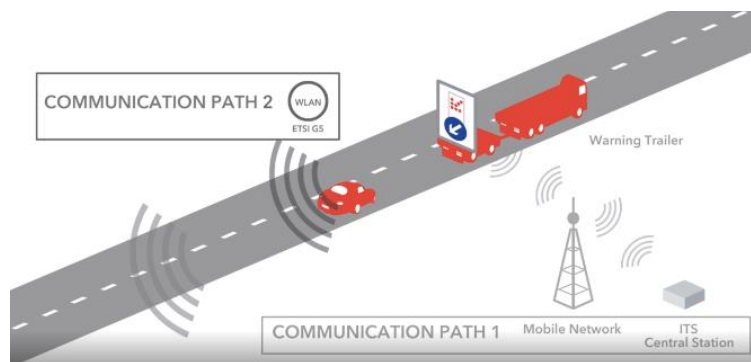 COMMUNICATION PATH 2
WLAN
ETSI G5
Warning Trailer
COMMUNICATION PATH 1
Mobile Network
ITS
Central Station